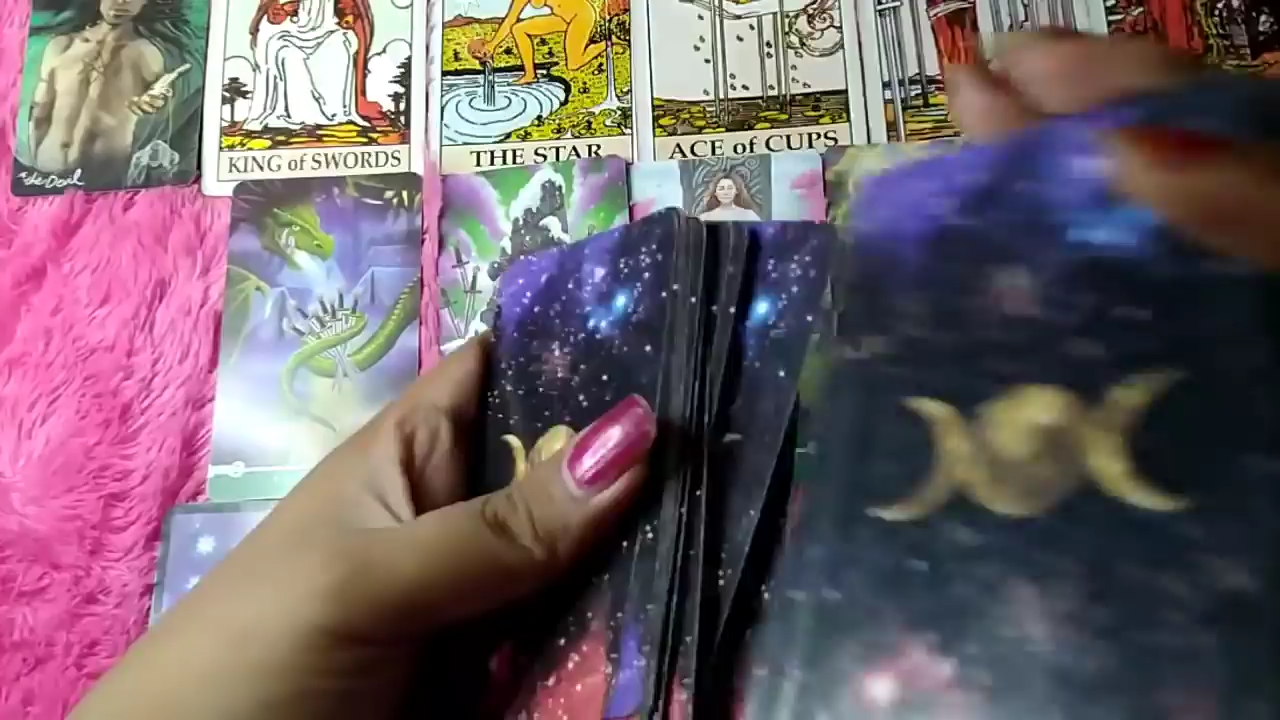 The Devil
KING of SWORDS
THE STAR
ACE of CUPS